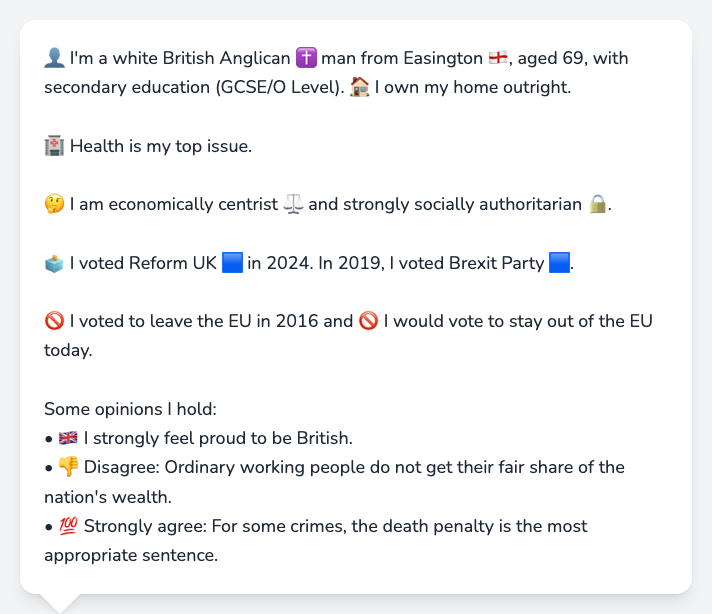 👤 I'm a white British Anglican ✝️ man from Easington 🏴󠁧󠁢󠁥󠁮󠁧󠁿, aged 69, with
secondary education (GCSE/O Level). 🏠 I own my home outright.
🏥 Health is my top issue.
🤔 I am economically centrist ⚖️ and strongly socially authoritarian 🔒.
🗳️ I voted Reform UK 🟦 in 2024. In 2019, I voted Brexit Party 🟦.
🚫 I voted to leave the EU in 2016 and 🚫 I would vote to stay out of the EU
today.
Some opinions I hold:
• 🇬🇧 I strongly feel proud to be British.
• 👎 Disagree: Ordinary working people do not get their fair share of the
nation's wealth.
• 💯 Strongly agree: For some crimes, the death penalty is the most
appropriate sentence.